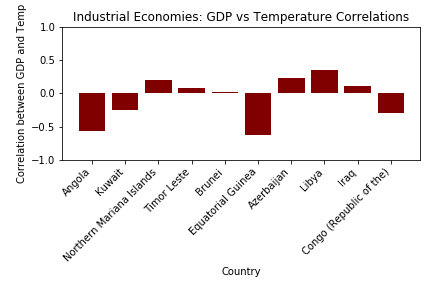 Industrial Economies: GDP vs Temperature Correlations
Correlation between GDP and Temp
1.0
0.5
0.0
−0.5
−1.0
Angola
Kuwait
Northern Mariana Islands
Timor Leste
Brunei
Equatorial Guinea
Azerbaijan
Libya
Iraq
Congo (Republic of the)
Country